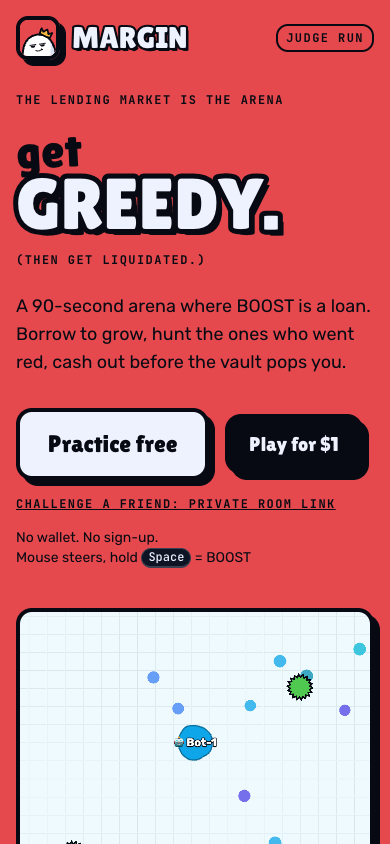 MARGIN
JUDGE RUN
THE LENDING MARKET IS THE ARENA
get
GREEDY.
(THEN GET LIQUIDATED.)
A 90-second arena where BOOST is a loan.
Borrow to grow, hunt the ones who went
red, cash out before the vault pops you.
Practice free
Play for $1
CHALLENGE A FRIEND: PRIVATE ROOM LINK
No wallet. No sign-up.
Mouse steers, hold Space = BOOST
Bot-1